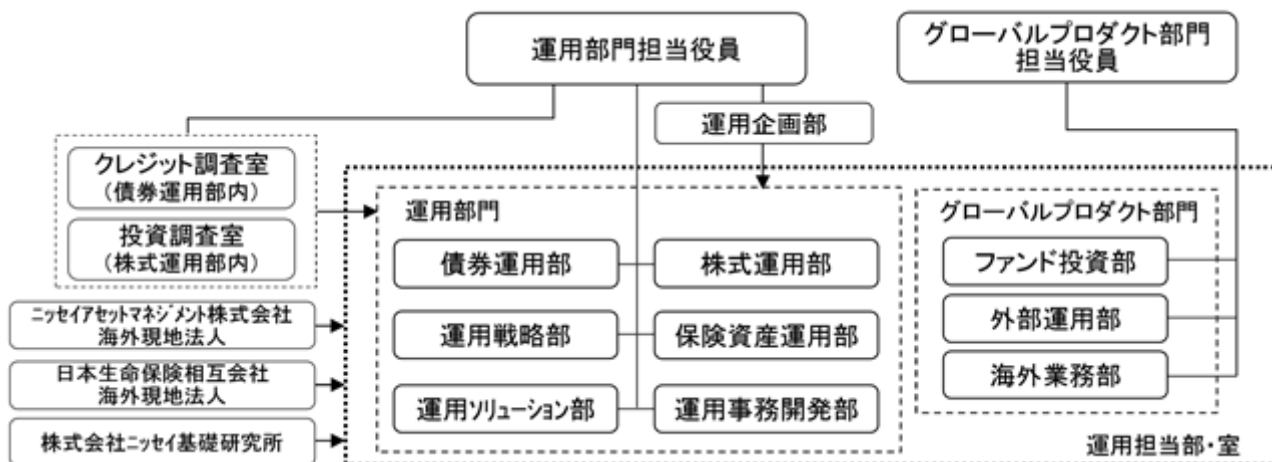 運用部門担当役員
グローバルプロダクト部門
担当役員
運用企画部
クレジット調査室
（債券運用部内）
投資調査室
（株式運用部内）
ニッセイアセットマネジメント株式会社
海外現地法人
日本生命保険相互会社
海外現地法人
株式会社ニッセイ基礎研究所
運用部門
債券運用部
株式運用部
運用戦略部
保険資産運用部
運用ソリューション部
運用事務開発部
グローバルプロダクト部門
ファンド投資部
外部運用部
海外業務部
運用担当部・室